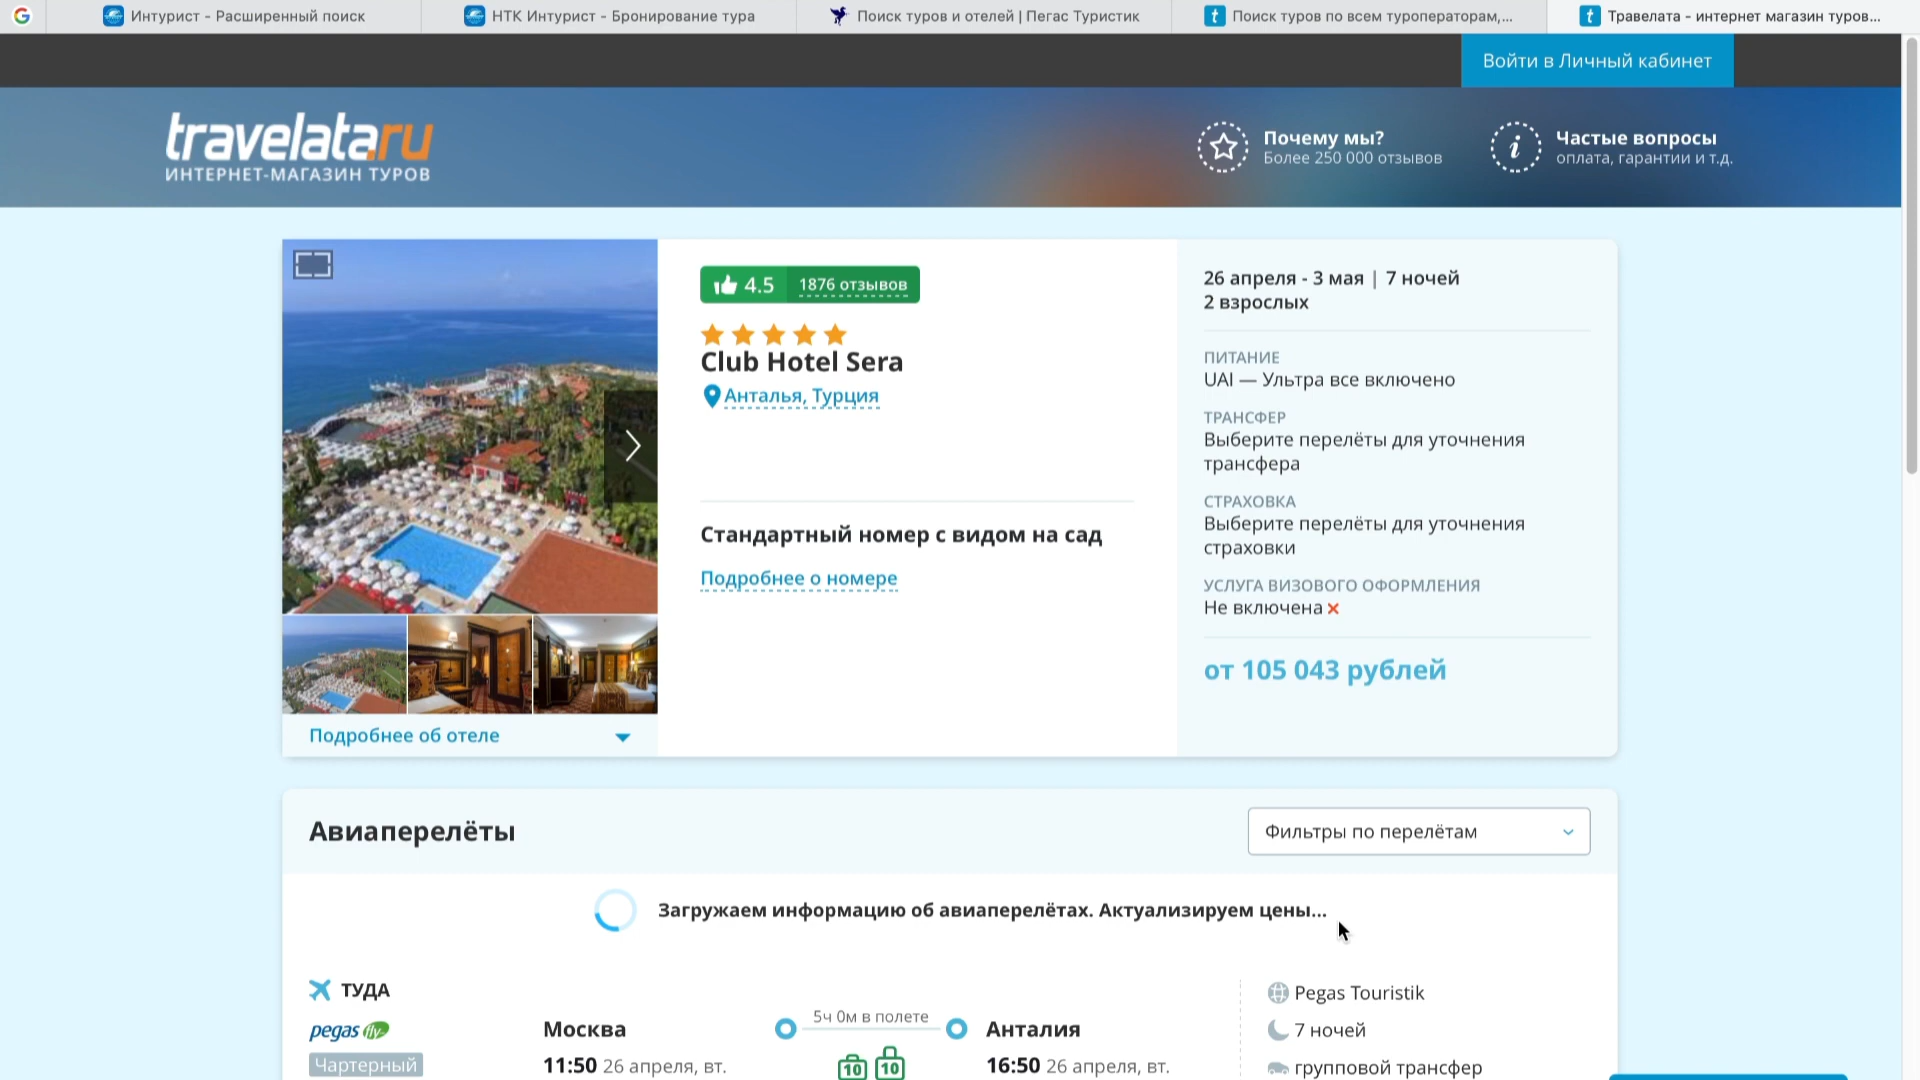 Интурист - Расширенный поиск
НТК Интурист - Бронирование тура
Поиск туров и отелей | Пегас Туристик
Поиск туров по всем туроператорам,...
Травелата - интернет магазин туров...
Войти в Личный кабинет
travelata.ru
ИНТЕРНЕТ-МАГАЗИН ТУРОВ
Почему мы?
Более 250 000 отзывов
Частые вопросы
оплата, гарантии и т.д.
4.5 1876 отзывов
Club Hotel Sera
Анталья, Турция
Стандартный номер с видом на сад
Подробнее о номере
Подробнее об отеле
26 апреля - 3 мая | 7 ночей
2 взрослых
ПИТАНИЕ
UAI — Ультра все включено
ТРАНСФЕР
Выберите перелёты для уточнения
трансфера
СТРАХОВКА
Выберите перелёты для уточнения
страховки
УСЛУГА ВИЗОВОГО ОФОРМЛЕНИЯ
Не включена
от 105 043 рублей
Авиаперелёты
Фильтры по перелётам
Загружаем информацию об авиаперелётах. Актуализируем цены...
ТУДА
pegas fly
Чартерный
Москва
11:50 26 апреля, вт.
5ч 0м в полете
10 10
Анталия
16:50 26 апреля, вт.
Pegas Touristik
7 ночей
групповой трансфер